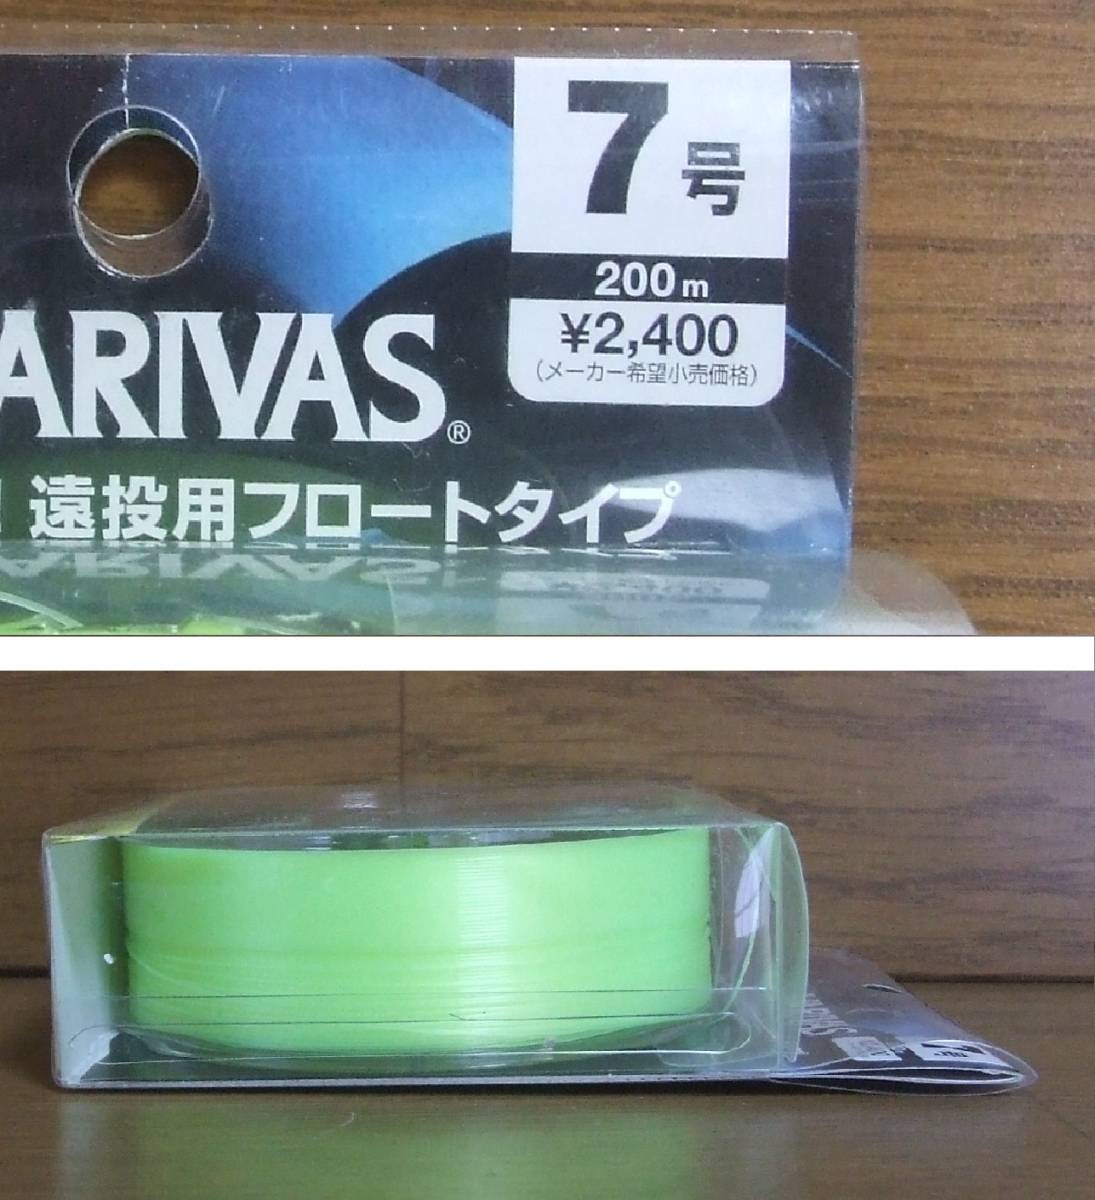 7号
200m
¥2,400
(メーカー希望小売価格)
ARIVAS®
! 遠投用フロートタイプ